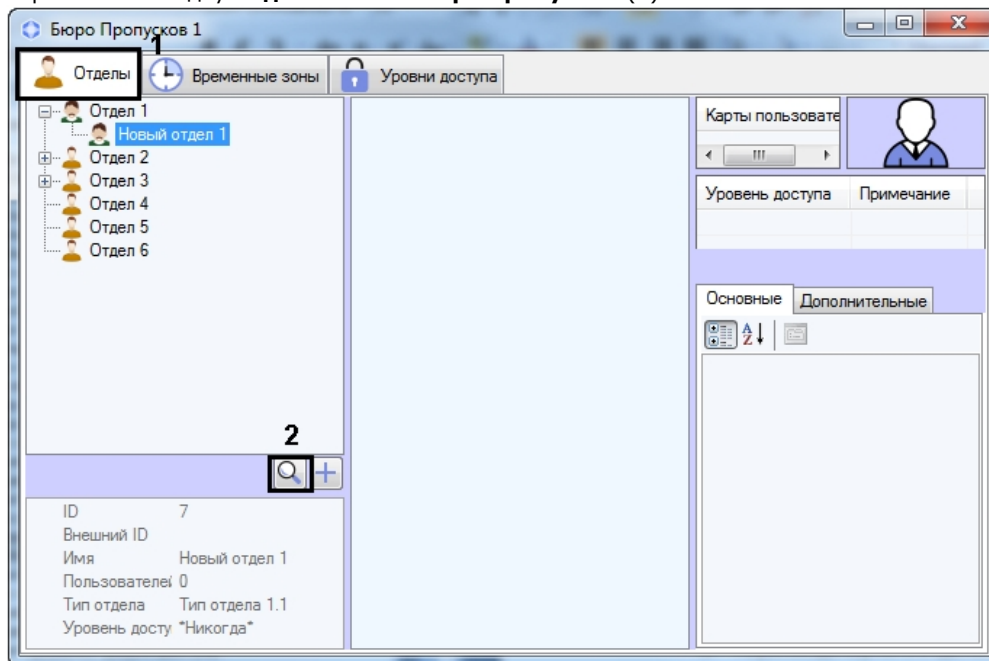 Бюро Пропусков 1
1
Отделы
Временные зоны
Уровни доступа
Отдел 1
Новый отдел 1
Отдел 2
Отдел 3
Отдел 4
Отдел 5
Отдел 6
2
ID 7
Внешний ID
Имя Новый отдел 1
Пользователей 0
Тип отдела Тип отдела 1.1
Уровень досту *Никогда*
Карты пользовате
Уровень доступа Примечание
Основные Дополнительные